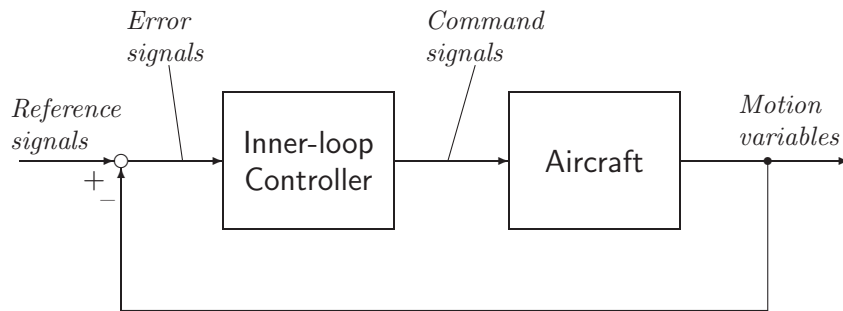 Error
signals
Command
signals
Reference
signals
Motion
variables
Inner-loop
Controller
Aircraft
+
−